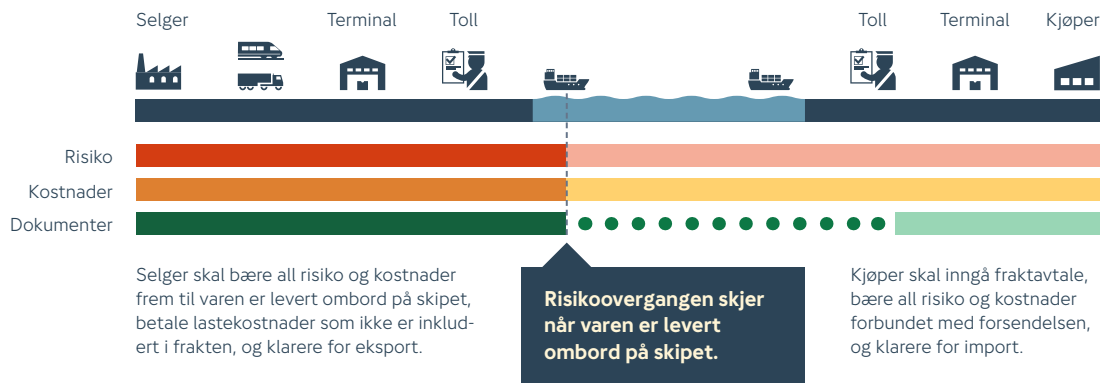 Selger
Terminal
Toll
Toll
Terminal
Kjøper
Risiko
Kostnader
Dokumenter
Selger skal bære all risiko og kostnader
frem til varen er levert ombord på skipet,
betale lastekostnader som ikke er inklud-
ert i frakten, og klarere for eksport.
Risikoovergangen skjer
når varen er levert
ombord på skipet.
Kjøper skal inngå fraktavtale,
bære all risiko og kostnader
forbundet med forsendelsen,
og klarere for import.